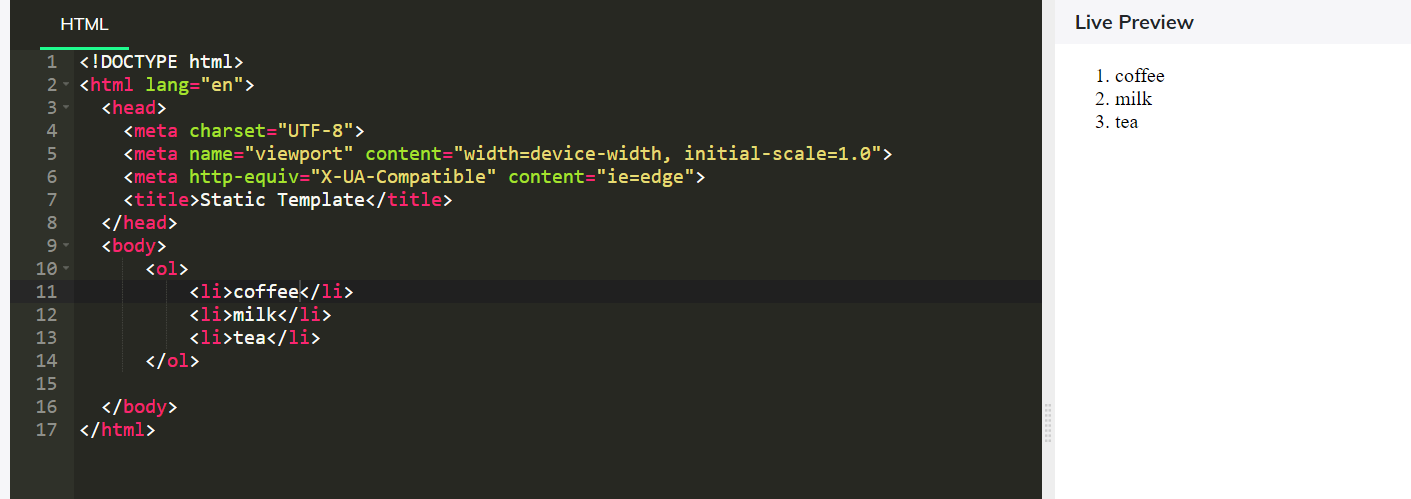 HTML
1 <!DOCTYPE html>
2 <html lang="en">
3 <head>
4 <meta charset="UTF-8">
5 <meta name="viewport" content="width=device-width, initial-scale=1.0">
6 <meta http-equiv="X-UA-Compatible" content="ie=edge">
7 <title>Static Template</title>
8 </head>
9 <body>
10 <ol>
11 <li>coffee</li>
12 <li>milk</li>
13 <li>tea</li>
14 </ol>
15
16 </body>
17 </html>
Live Preview
1. coffee
2. milk
3. tea